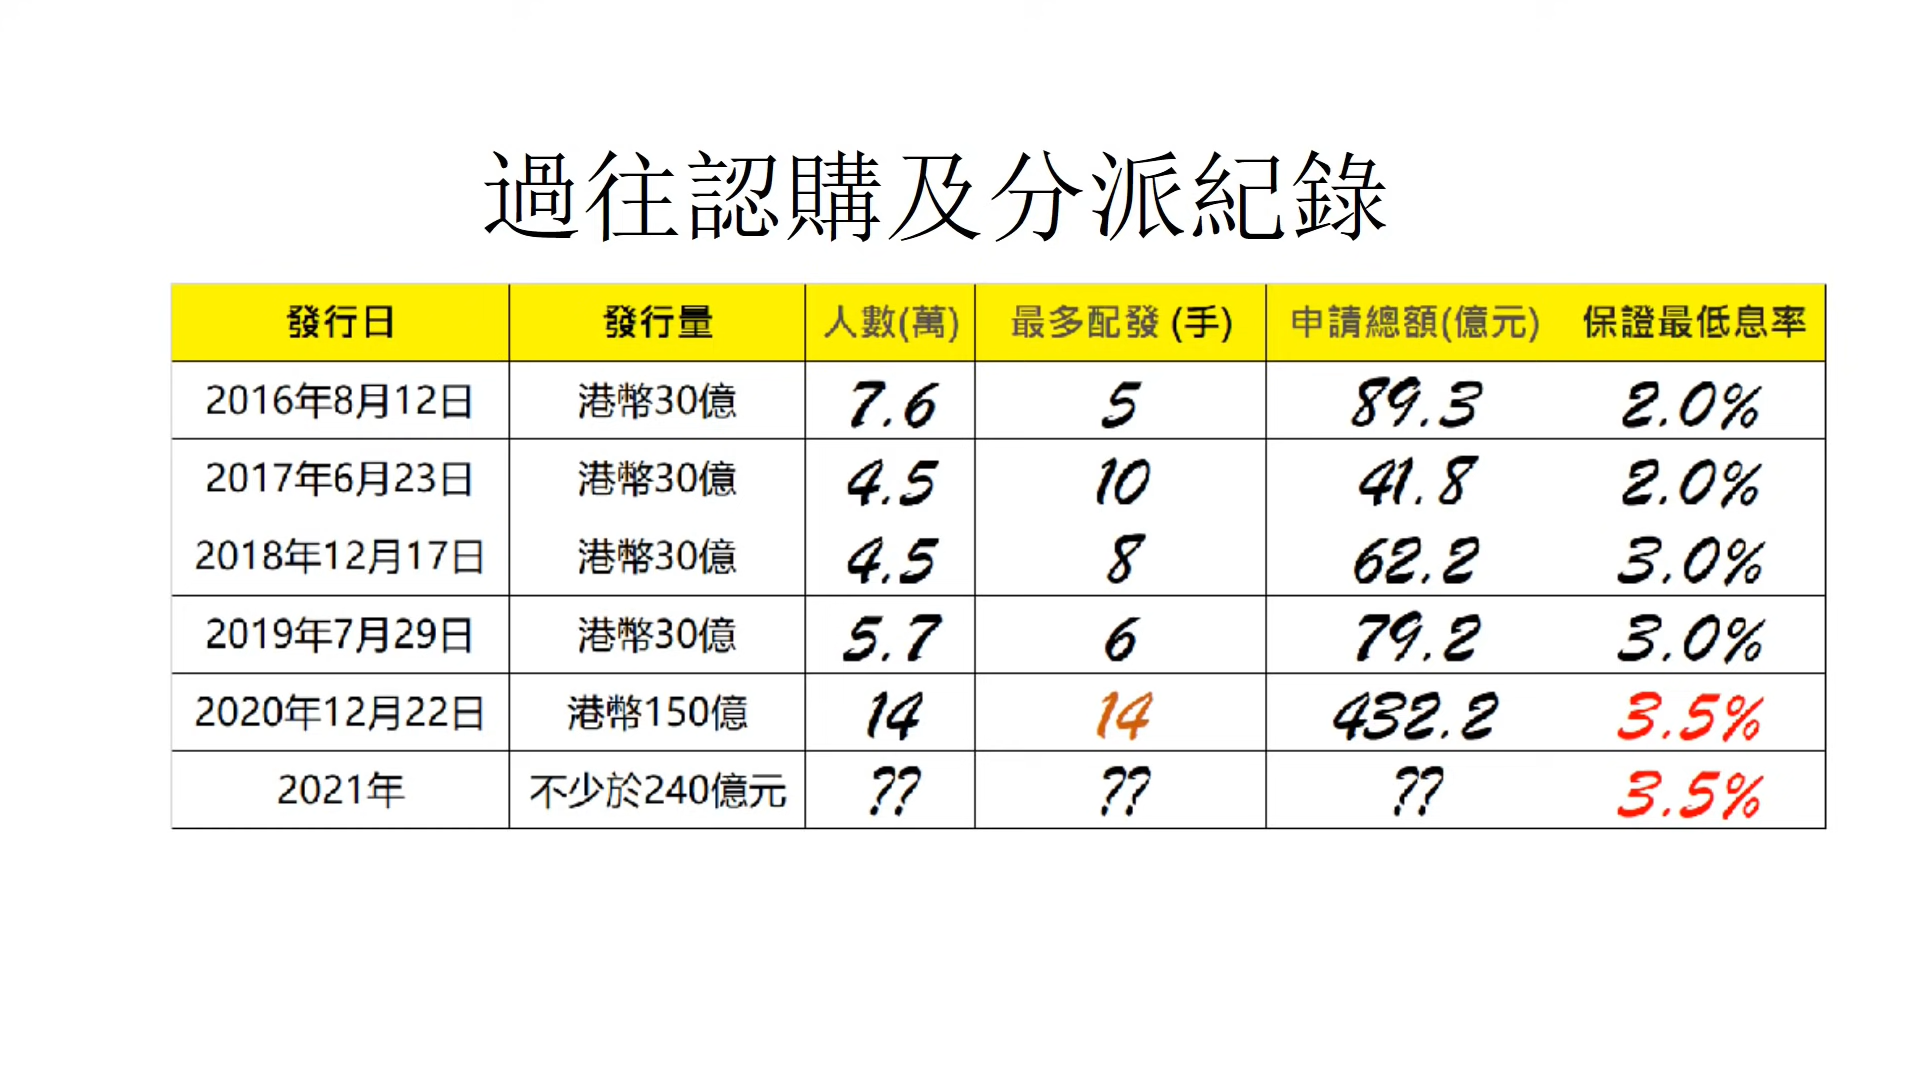 過往認購及分派紀錄
發行日 發行量 人數(萬) 最多配發 (手) 申請總額(億元) 保證最低息率
2016年8月12日 港幣30億 7.6 5 89.3 2.0%
2017年6月23日 港幣30億 4.5 10 41.8 2.0%
2018年12月17日 港幣30億 4.5 8 62.2 3.0%
2019年7月29日 港幣30億 5.7 6 79.2 3.0%
2020年12月22日 港幣150億 14 14 432.2 3.5%
2021年 不少於240億元 ?? ?? ?? 3.5%